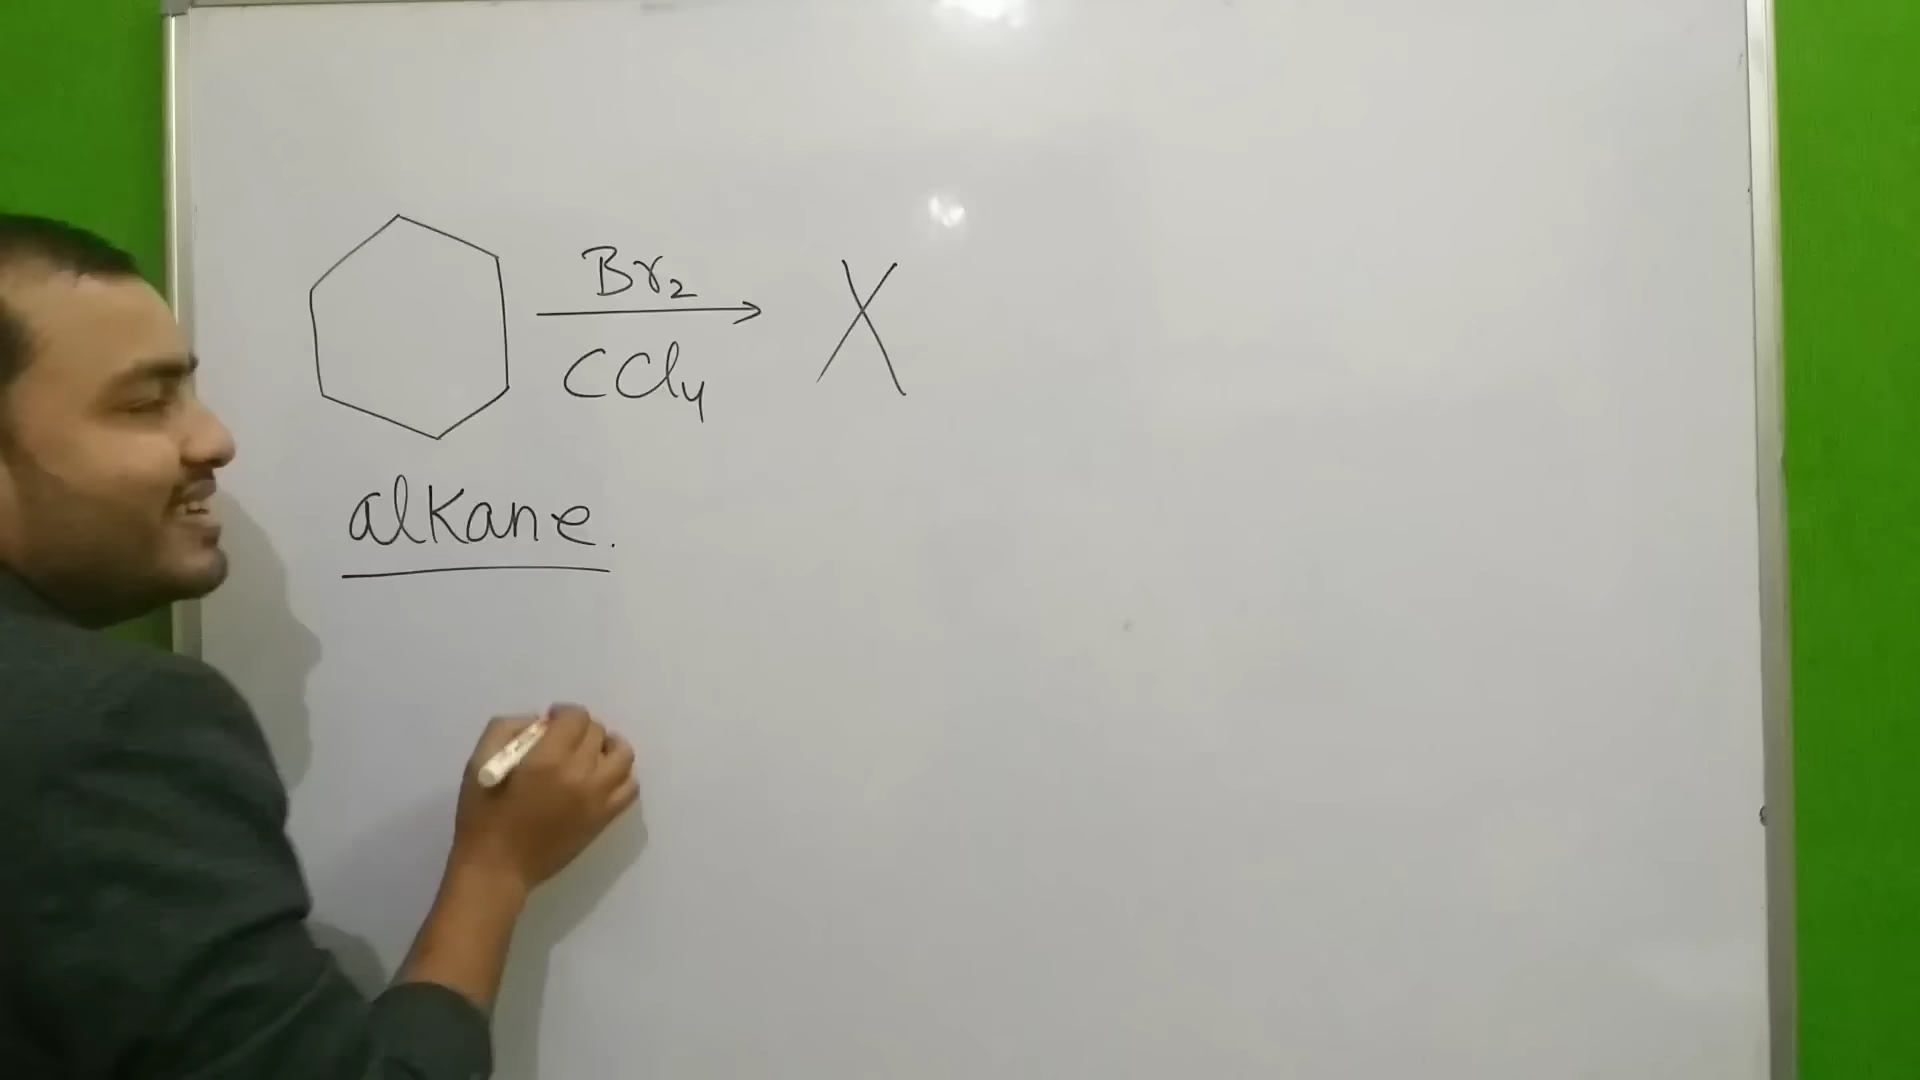 Br₂
CCl₄
X
alkane.